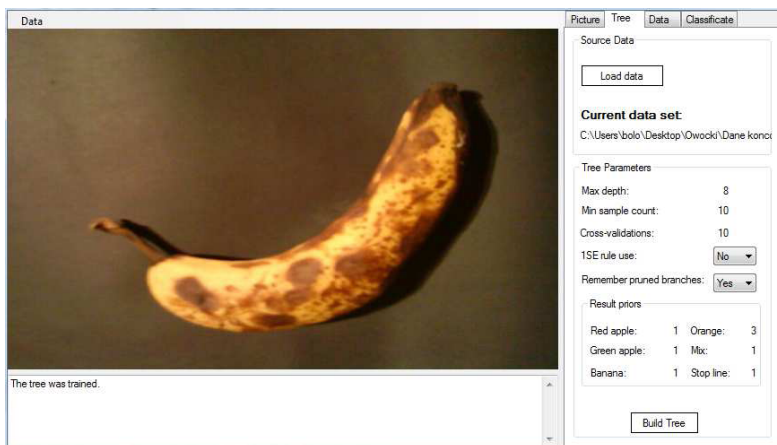 Data
Picture Tree Data Classificate
Source Data
Load data
Current data set:
C:\Users\bolo\Desktop\Owocki\Dane
Tree Parameters
Max depth: 8
Min sample count: 10
Cross-validations: 10
1SE rule use: No
Remember pruned branches: Yes
Result priors
Red apple: 1 Orange: 3
Green apple: 1 Mix: 1
Banana: 1 Stop line: 1
Build Tree
The tree was trained.